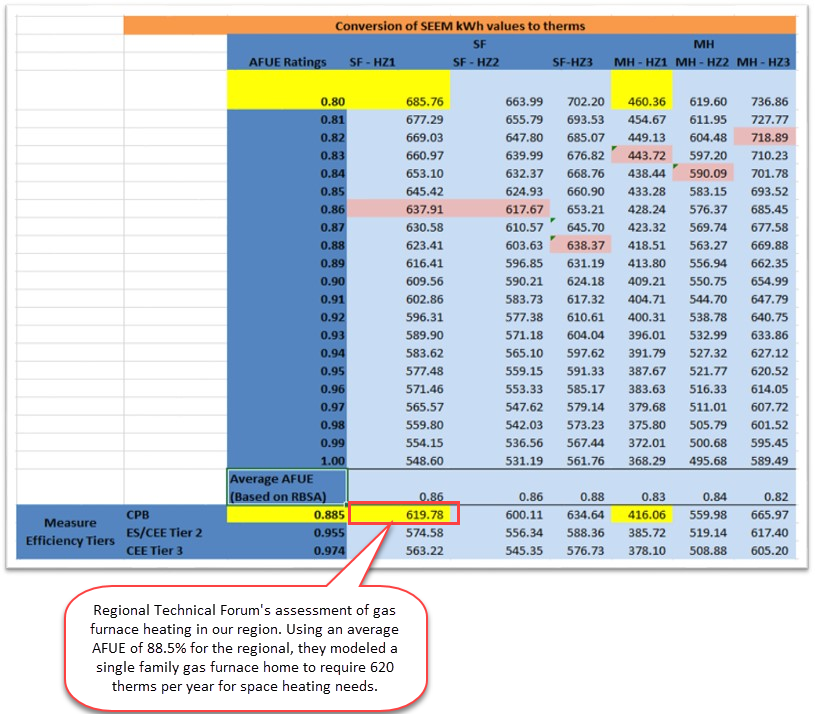 Conversion of SEEM kWh values to therms
SF MH
AFUE Ratings SF - HZ1 SF - HZ2 SF-HZ3 MH - HZ1 MH - HZ2 MH - HZ3
0.80 685.76 663.99 702.20 460.36 619.60 736.86
0.81 677.29 655.79 693.53 454.67 611.95 727.77
0.82 669.03 647.80 685.07 449.13 604.48 718.89
0.83 660.97 639.99 676.82 443.72 597.20 710.23
0.84 653.10 632.37 668.76 438.44 590.09 701.78
0.85 645.42 624.93 660.90 433.28 583.15 693.52
0.86 637.91 617.67 653.21 428.24 576.37 685.45
0.87 630.58 610.57 645.70 423.32 569.74 677.58
0.88 623.41 603.63 638.37 418.51 563.27 669.88
0.89 616.41 596.85 631.19 413.80 556.94 662.35
0.90 609.56 590.21 624.18 409.21 550.75 654.99
0.91 602.86 583.73 617.32 404.71 544.70 647.79
0.92 596.31 577.38 610.61 400.31 538.78 640.75
0.93 589.90 571.18 604.04 396.01 532.99 633.86
0.94 583.62 565.10 597.62 391.79 527.32 627.12
0.95 577.48 559.15 591.33 387.67 521.77 620.52
0.96 571.46 553.33 585.17 383.63 516.33 614.05
0.97 565.57 547.62 579.14 379.68 511.01 607.72
0.98 559.80 542.03 573.23 375.80 505.79 601.52
0.99 554.15 536.56 567.44 372.01 500.68 595.45
1.00 548.60 531.19 561.76 368.29 495.68 589.49
Average AFUE
(Based on RBSA) 0.86 0.86 0.88 0.83 0.84 0.82
Measure
Efficiency Tiers
CPB 0.885 619.78 600.11 634.64 416.06 559.98 665.97
ES/CEE Tier 2 0.955 574.58 556.34 588.36 385.72 519.14 617.40
CEE Tier 3 0.974 563.22 545.35 576.73 378.10 508.88 605.20
Regional Technical Forum's assessment of gas
furnace heating in our region. Using an average
AFUE of 88.5% for the regional, they modeled a
single family gas furnace home to require 620
therms per year for space heating needs.